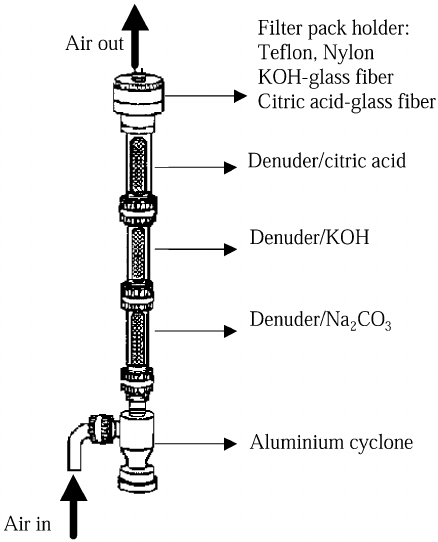 Air out
Filter pack holder:
Teflon, Nylon
KOH-glass fiber
Citric acid-glass fiber
Denuder/citric acid
Denuder/KOH
Denuder/Na₂CO₃
Aluminium cyclone
Air in